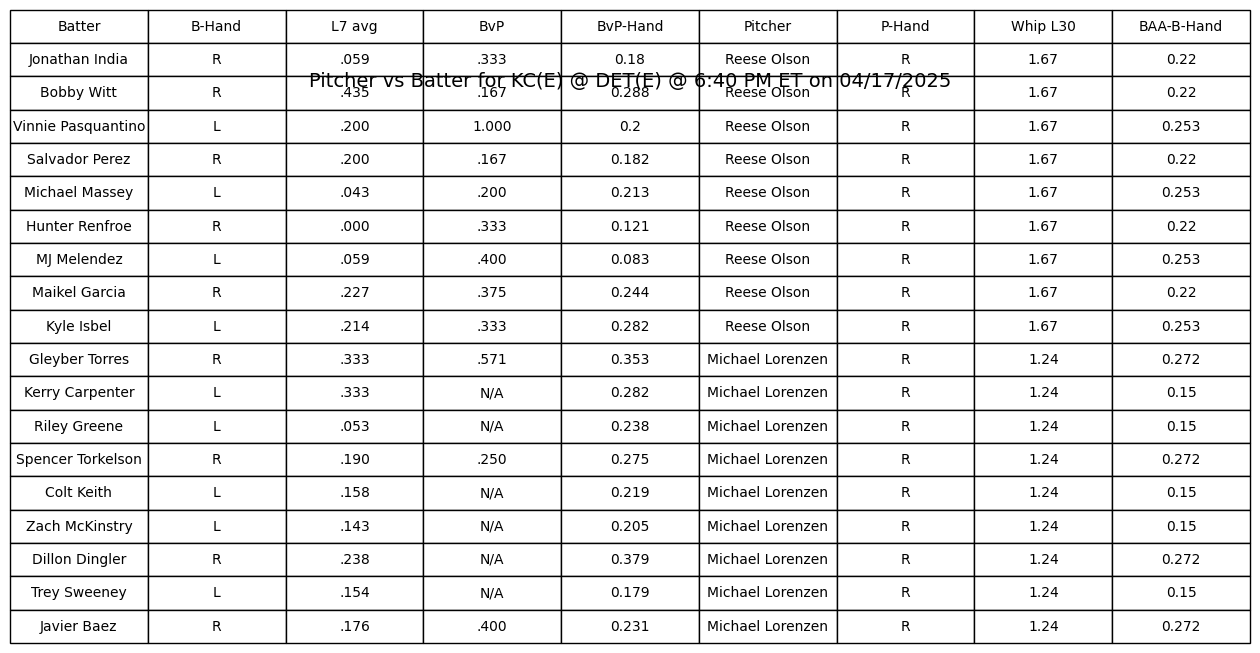 Batter B-Hand L7 avg BvP BvP-Hand Pitcher P-Hand Whip L30 BAA-B-Hand
Jonathan India R .059 .333 0.18 Reese Olson R 1.67 0.22
Pitcher vs Batter for KC(E) @ DET(E) @ 6:40 PM ET on 04/17/2025
Bobby Witt R .435 .167 0.288 Reese Olson R 1.67 0.22
Vinnie Pasquantino L .200 1.000 0.2 Reese Olson R 1.67 0.253
Salvador Perez R .200 .167 0.182 Reese Olson R 1.67 0.22
Michael Massey L .043 .200 0.213 Reese Olson R 1.67 0.253
Hunter Renfroe R .000 .333 0.121 Reese Olson R 1.67 0.22
MJ Melendez L .059 .400 0.083 Reese Olson R 1.67 0.253
Maikel Garcia R .227 .375 0.244 Reese Olson R 1.67 0.22
Kyle Isbel L .214 .333 0.282 Reese Olson R 1.67 0.253
Gleyber Torres R .333 .571 0.353 Michael Lorenzen R 1.24 0.272
Kerry Carpenter L .333 N/A 0.282 Michael Lorenzen R 1.24 0.15
Riley Greene L .053 N/A 0.238 Michael Lorenzen R 1.24 0.15
Spencer Torkelson R .190 .250 0.275 Michael Lorenzen R 1.24 0.272
Colt Keith L .158 N/A 0.219 Michael Lorenzen R 1.24 0.15
Zach McKinstry L .143 N/A 0.205 Michael Lorenzen R 1.24 0.15
Dillon Dingler R .238 N/A 0.379 Michael Lorenzen R 1.24 0.272
Trey Sweeney L .154 N/A 0.179 Michael Lorenzen R 1.24 0.15
Javier Baez R .176 .400 0.231 Michael Lorenzen R 1.24 0.272